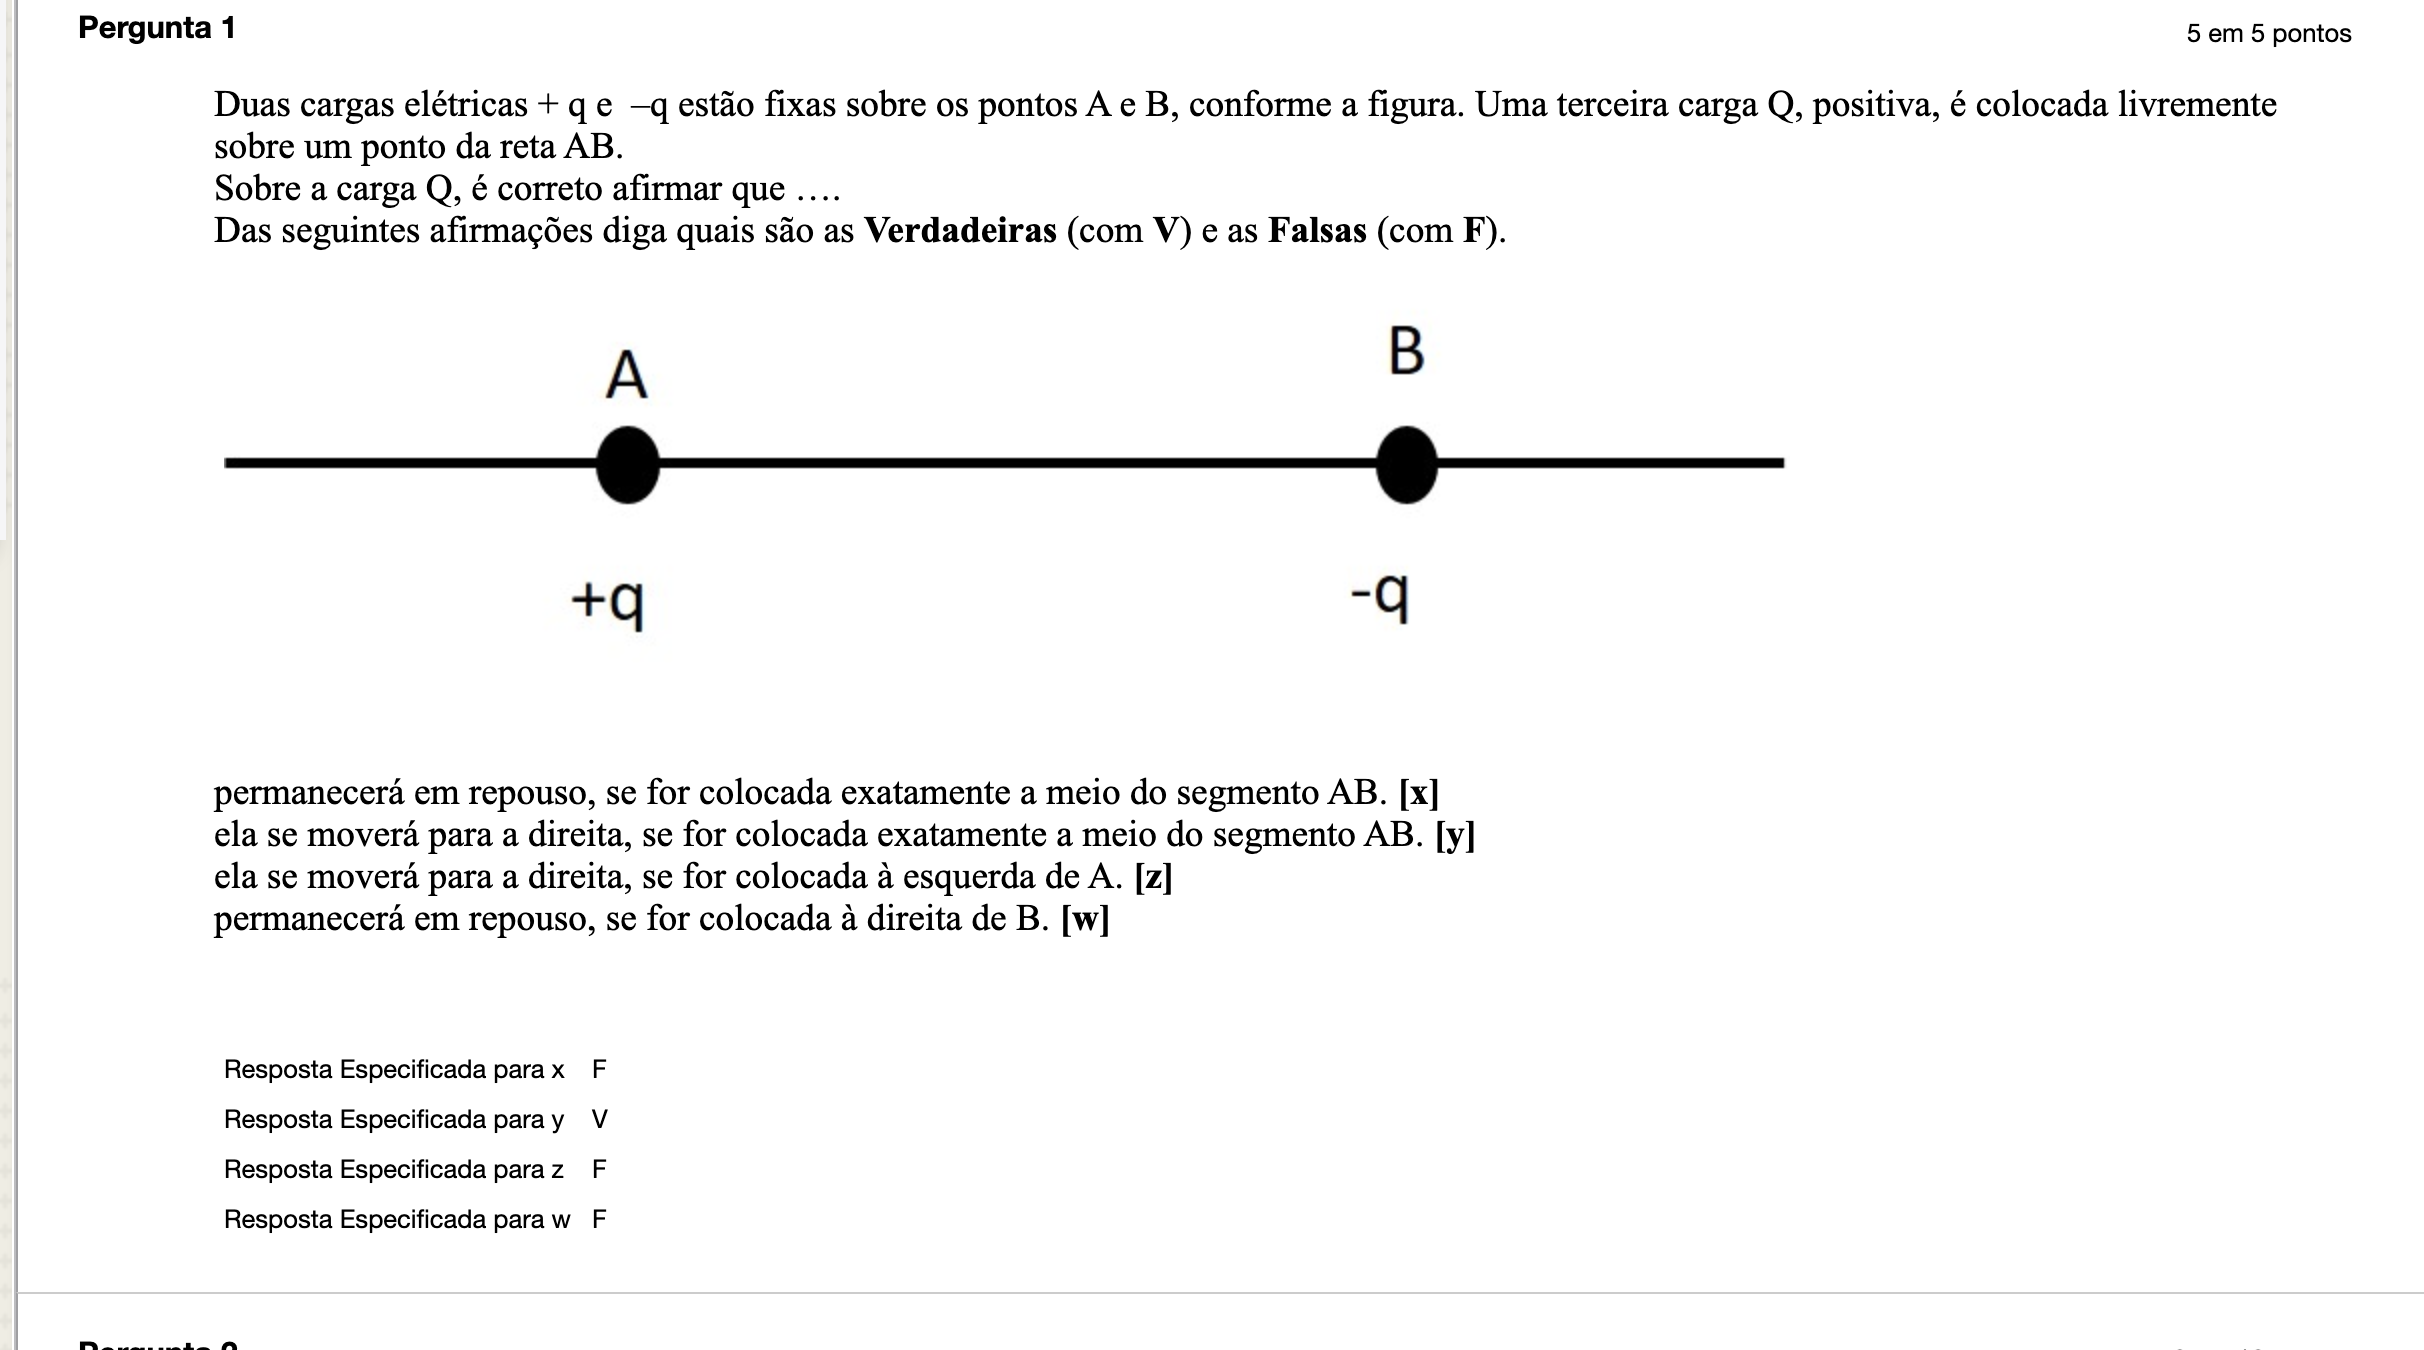 Pergunta 1
5 em 5 pontos
Duas cargas elétricas + q e –q estão fixas sobre os pontos A e B, conforme a figura. Uma terceira carga Q, positiva, é colocada livremente
sobre um ponto da reta AB.
Sobre a carga Q, é correto afirmar que ….
Das seguintes afirmações diga quais são as Verdadeiras (com V) e as Falsas (com F).
A
B
+q
-q
permanecerá em repouso, se for colocada exatamente a meio do segmento AB. [x]
ela se moverá para a direita, se for colocada exatamente a meio do segmento AB. [y]
ela se moverá para a direita, se for colocada à esquerda de A. [z]
permanecerá em repouso, se for colocada à direita de B. [w]
Resposta Especificada para x F
Resposta Especificada para y V
Resposta Especificada para z F
Resposta Especificada para w F